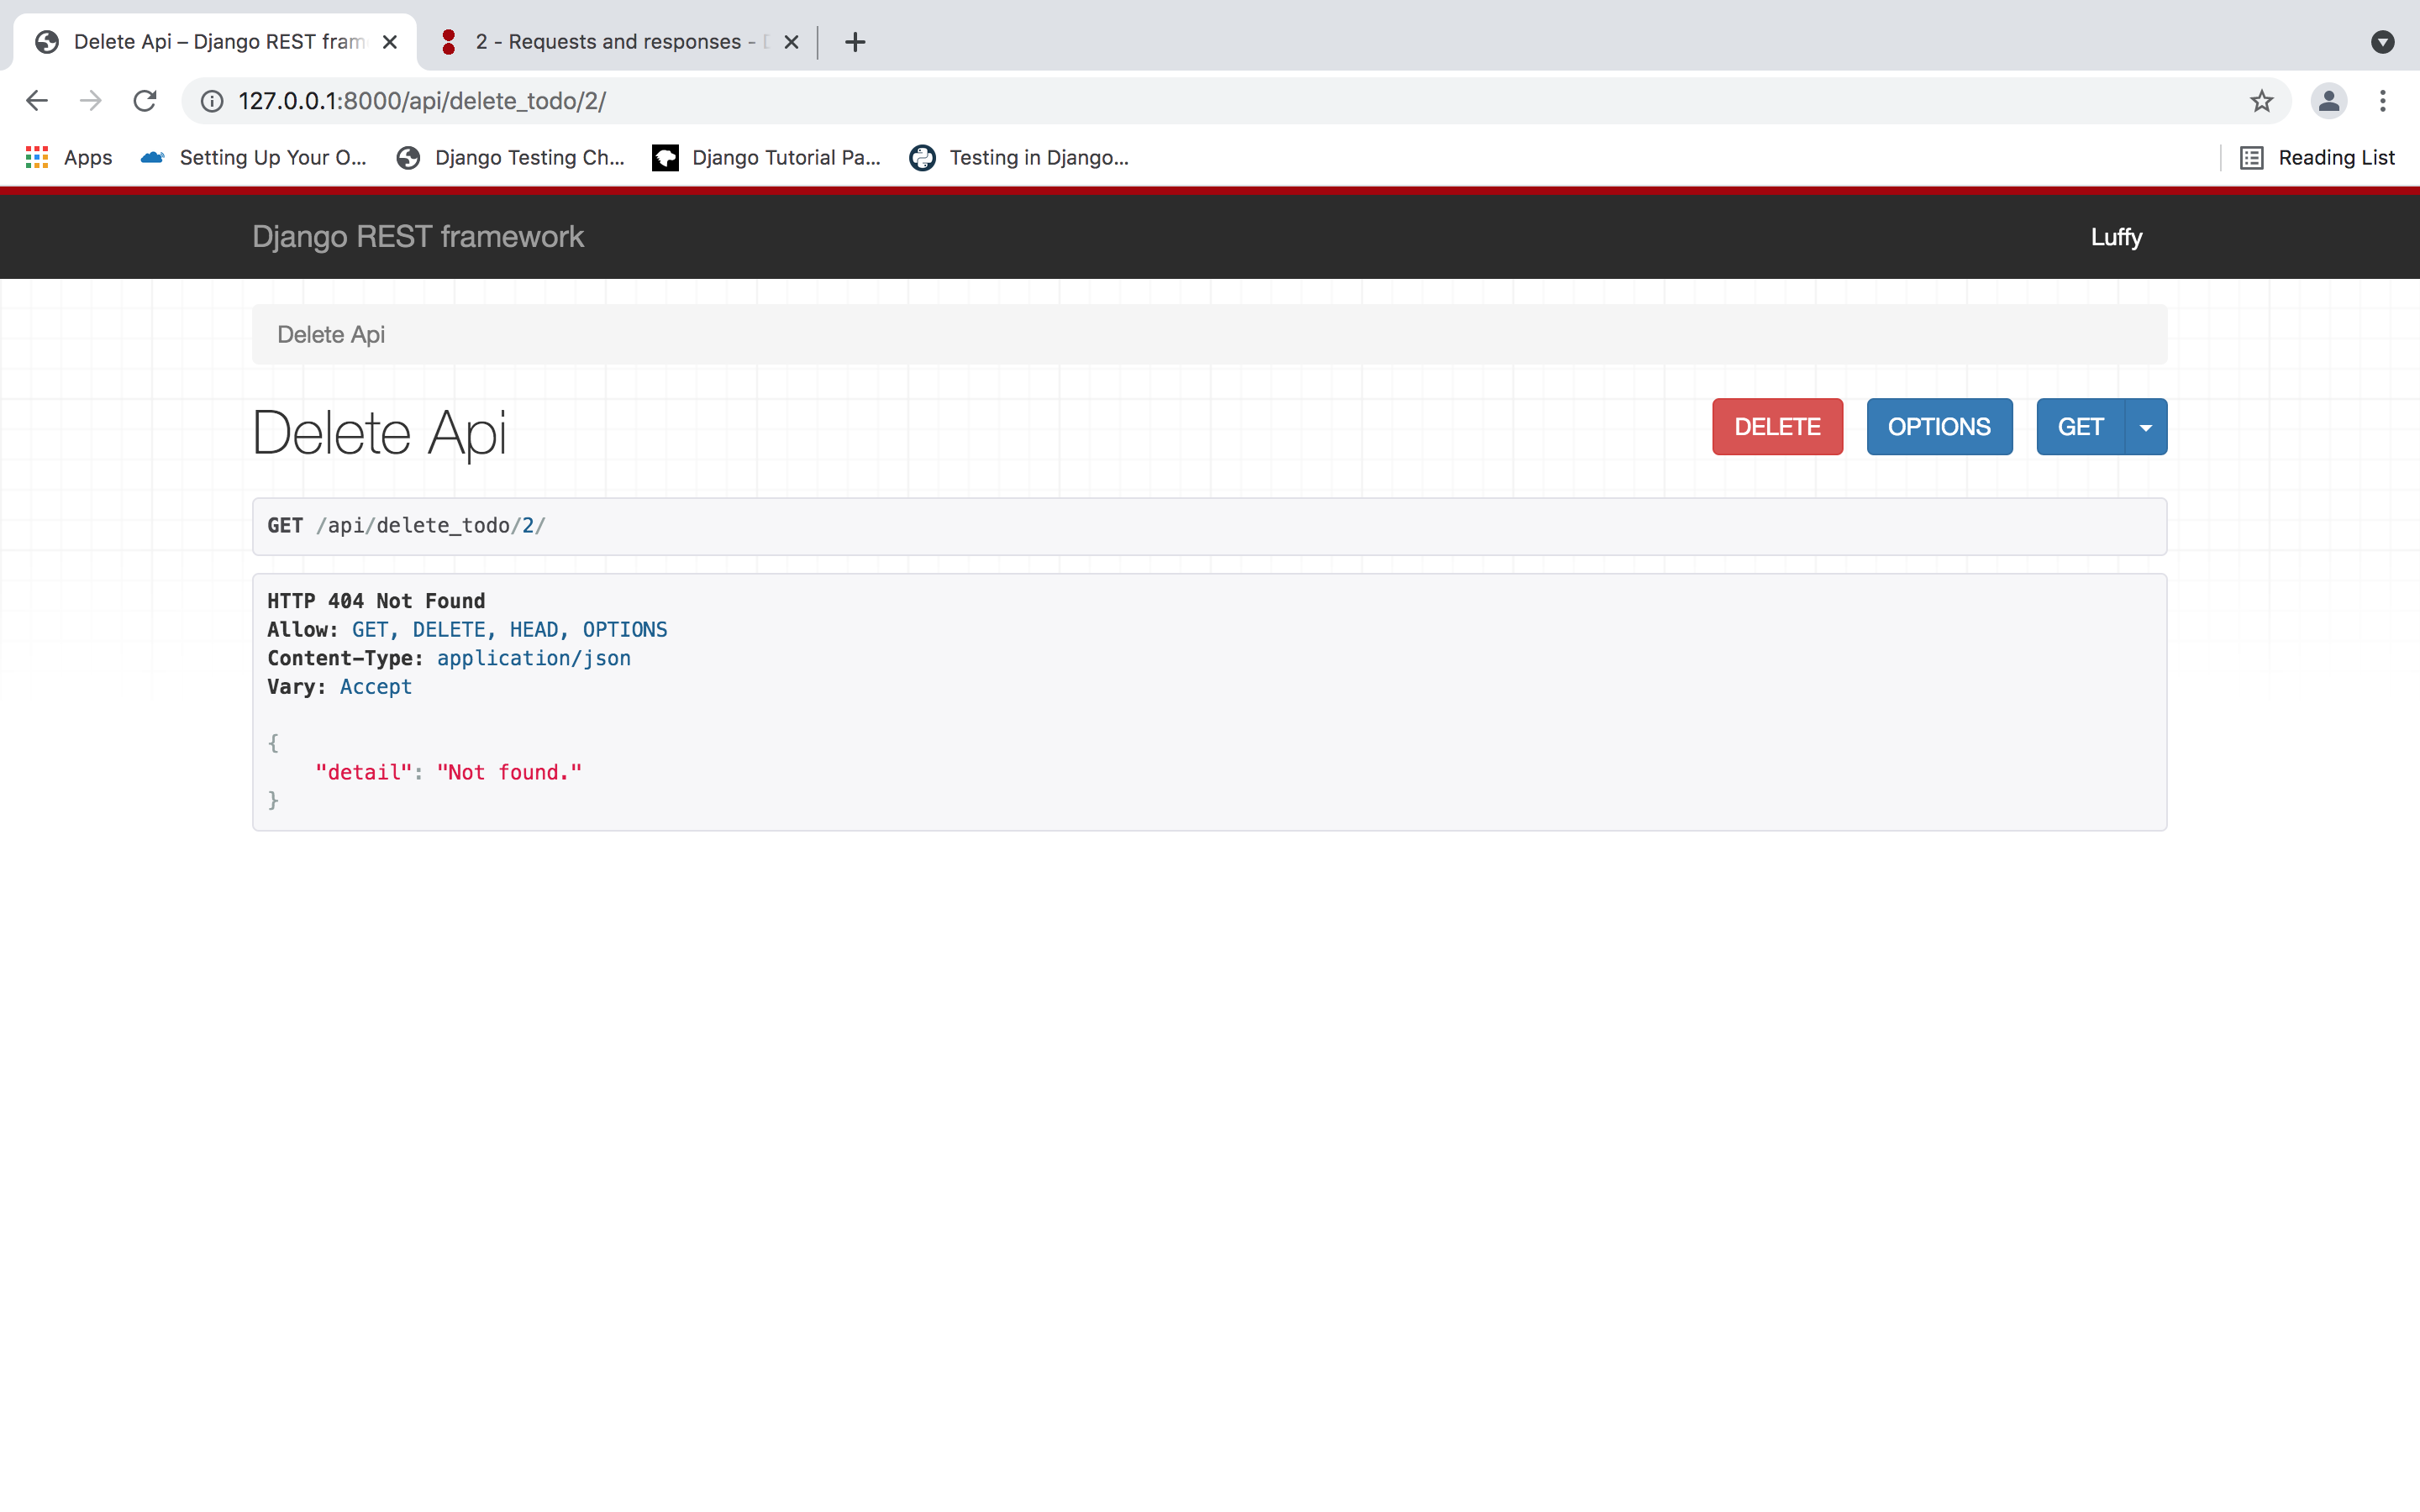 Delete Api – Django REST fram
2 - Requests and responses -
127.0.0.1:8000/api/delete_todo/2/
Apps
Setting Up Your O...
Django Testing Ch...
Django Tutorial Pa...
Testing in Django...
Reading List
Django REST framework
Luffy
Delete Api
Delete Api
DELETE
OPTIONS
GET
GET /api/delete_todo/2/
HTTP 404 Not Found
Allow: GET, DELETE, HEAD, OPTIONS
Content-Type: application/json
Vary: Accept
{
"detail": "Not found."
}